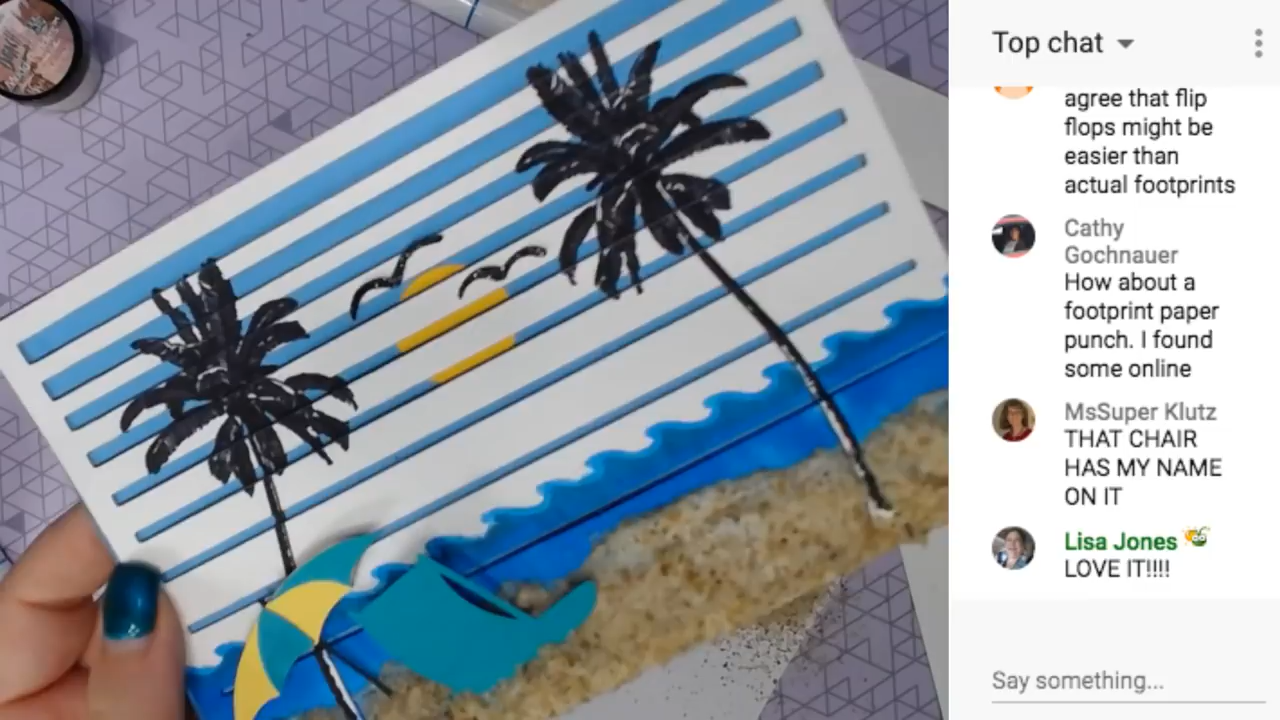 Top chat
agree that flip
flops might be
easier than
actual footprints
Cathy
Gochnauer
How about a
footprint paper
punch. I found
some online
MsSuper Klutz
THAT CHAIR
HAS MY NAME
ON IT
Lisa Jones
LOVE IT!!!!
Say something...